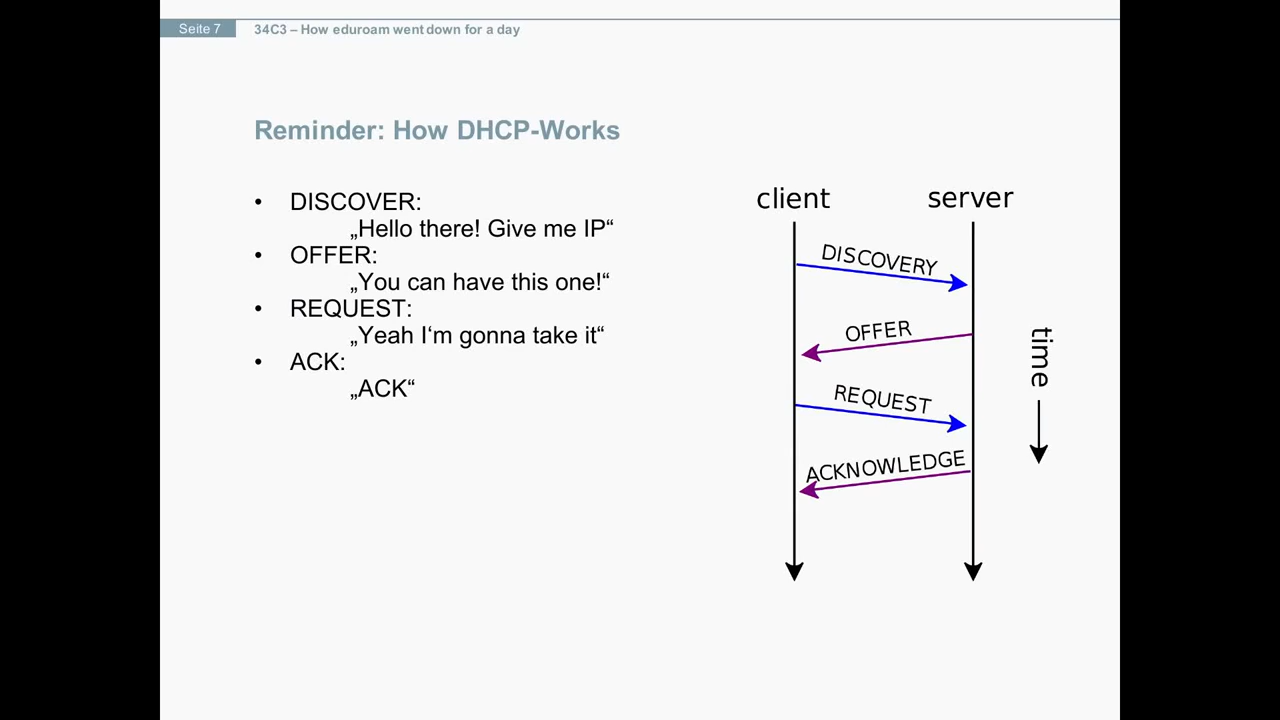 Seite 7
34C3 – How eduroam went down for a day
Reminder: How DHCP-Works
• DISCOVER:
„Hello there! Give me IP“
• OFFER:
„You can have this one!“
• REQUEST:
„Yeah I‘m gonna take it“
• ACK:
„ACK“
client
server
DISCOVERY
OFFER
REQUEST
ACKNOWLEDGE
time